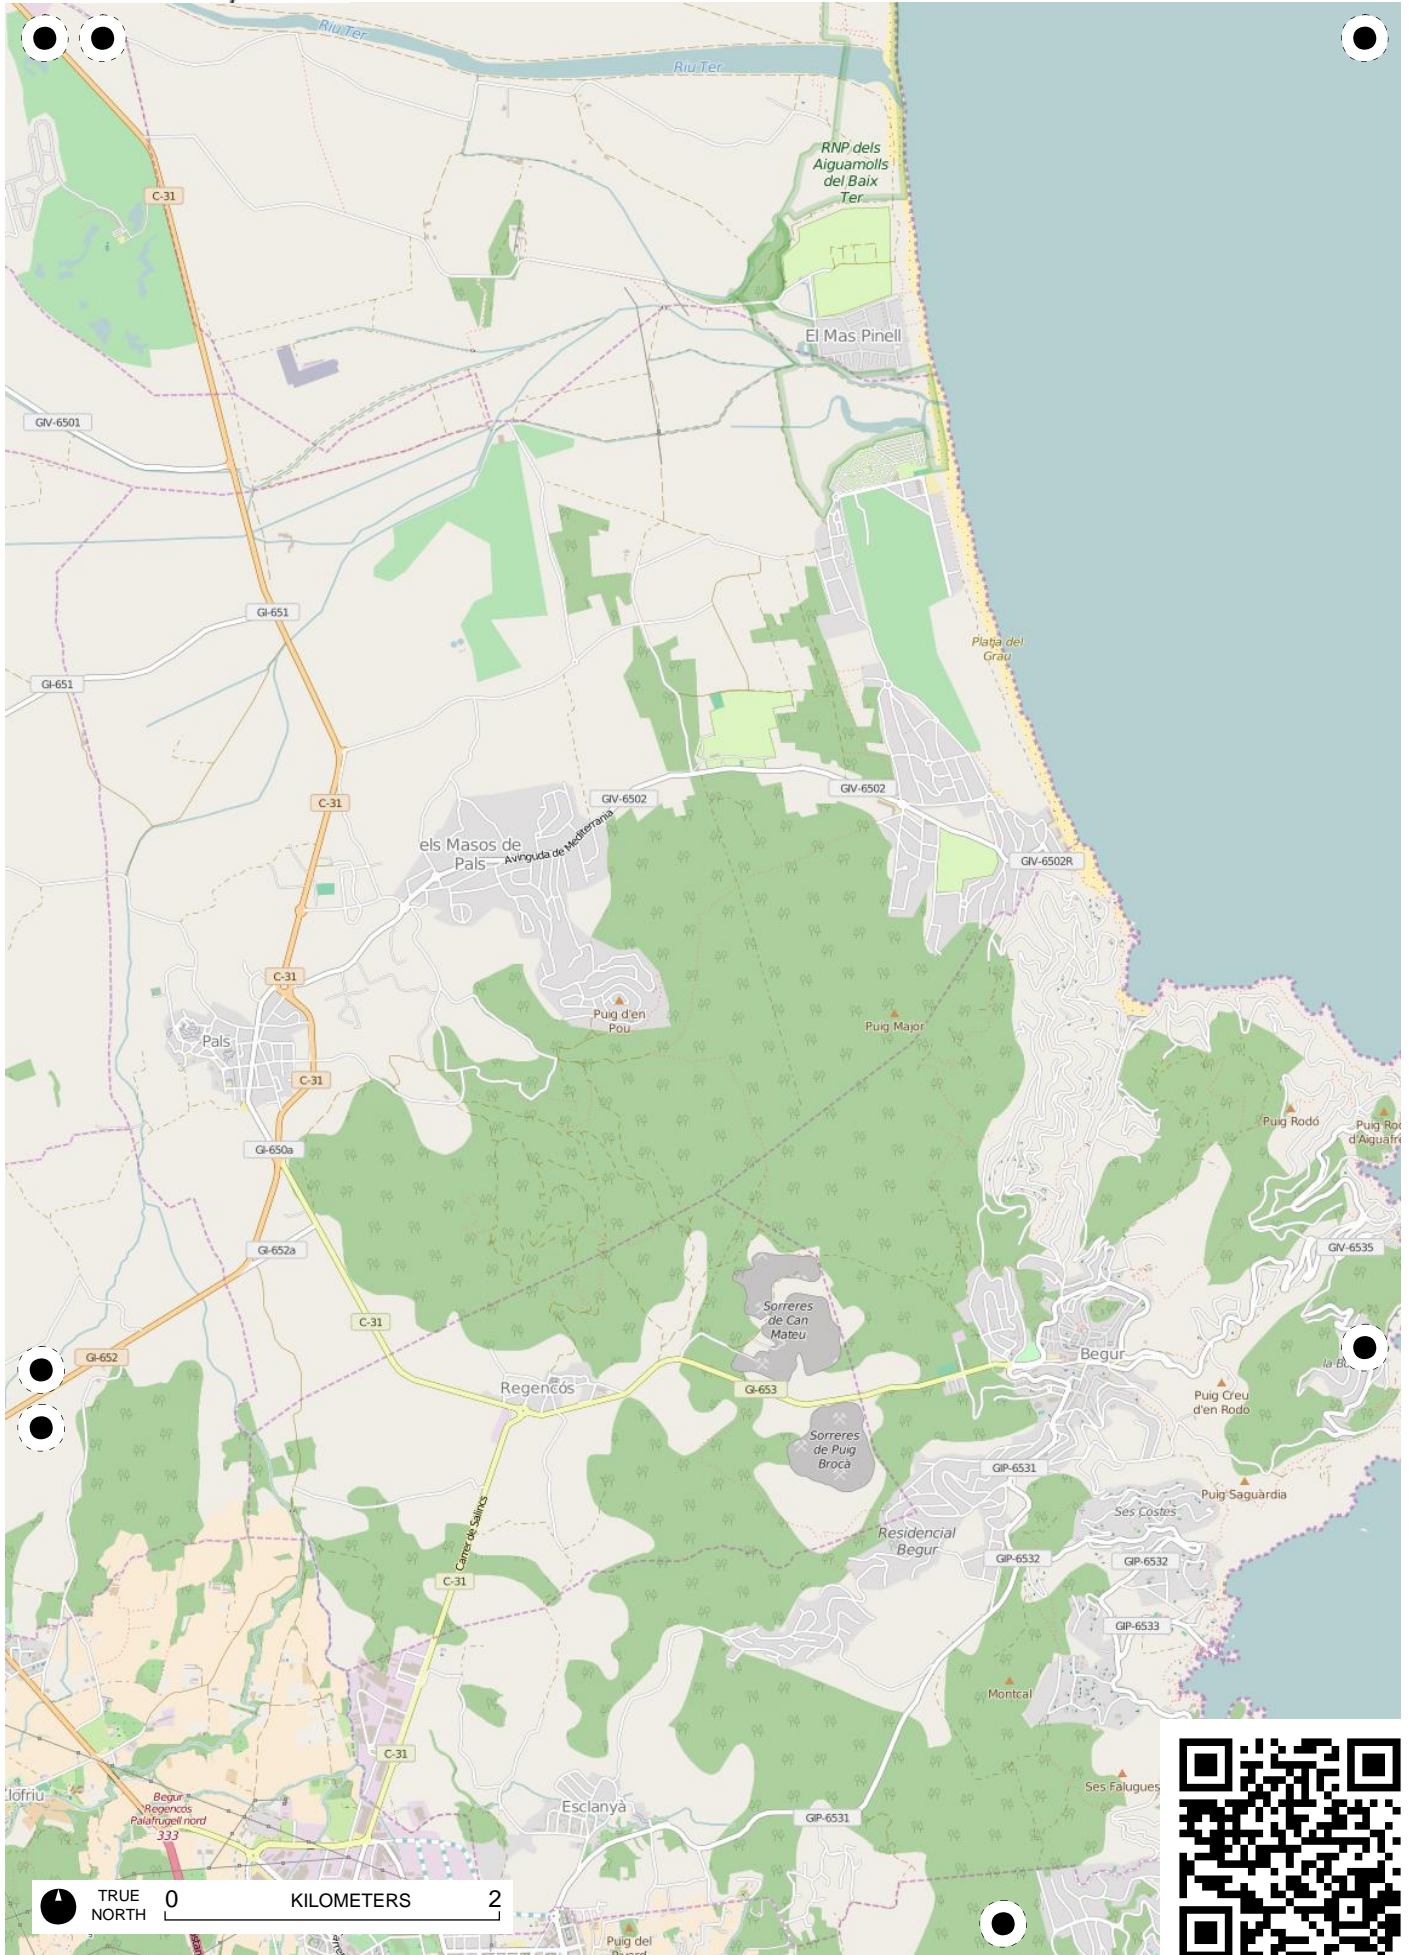 Riu Ter
Riu Ter
RNP dels
Aiguamolls
del Baix
Ter
C-31
El Mas Pinell
GIV-6501
GI-651
Platja del
Grau
GI-651
GIV-6502
GIV-6502
C-31
els Masos de
Pals
Avinguda de Mediterrania
GIV-6502R
C-31
Puig d'en
Pou
Puig Major
Pals
C-31
Puig Rodó
GI-650a
GI-652a
GIV-6535
Sorreres
de Can
Mateu
C-31
GI-652
Begur
Regencós
GI-653
Puig Creu
d'en Rodó
Sorreres
de Puig
Brocà
GIP-6531
Puig Saguàrdia
Ses Costes
Residencial
Begur
Carrer de Salincs
GIP-6532
GIP-6532
C-31
GIP-6533
Montcal
C-31
Ses Falugues
Begur
Regencós
Palafrugell nord
333
Esclanyà
GIP-6531
TRUE
NORTH
0 KILOMETERS 2
Puig del